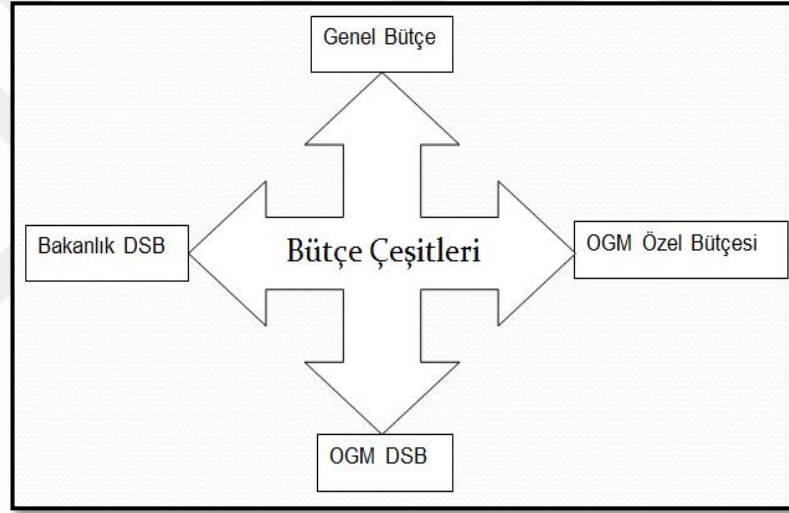 Genel Bütçe
Bakanlık DSB
Bütçe Çeşitleri
OGM Özel Bütçesi
OGM DSB